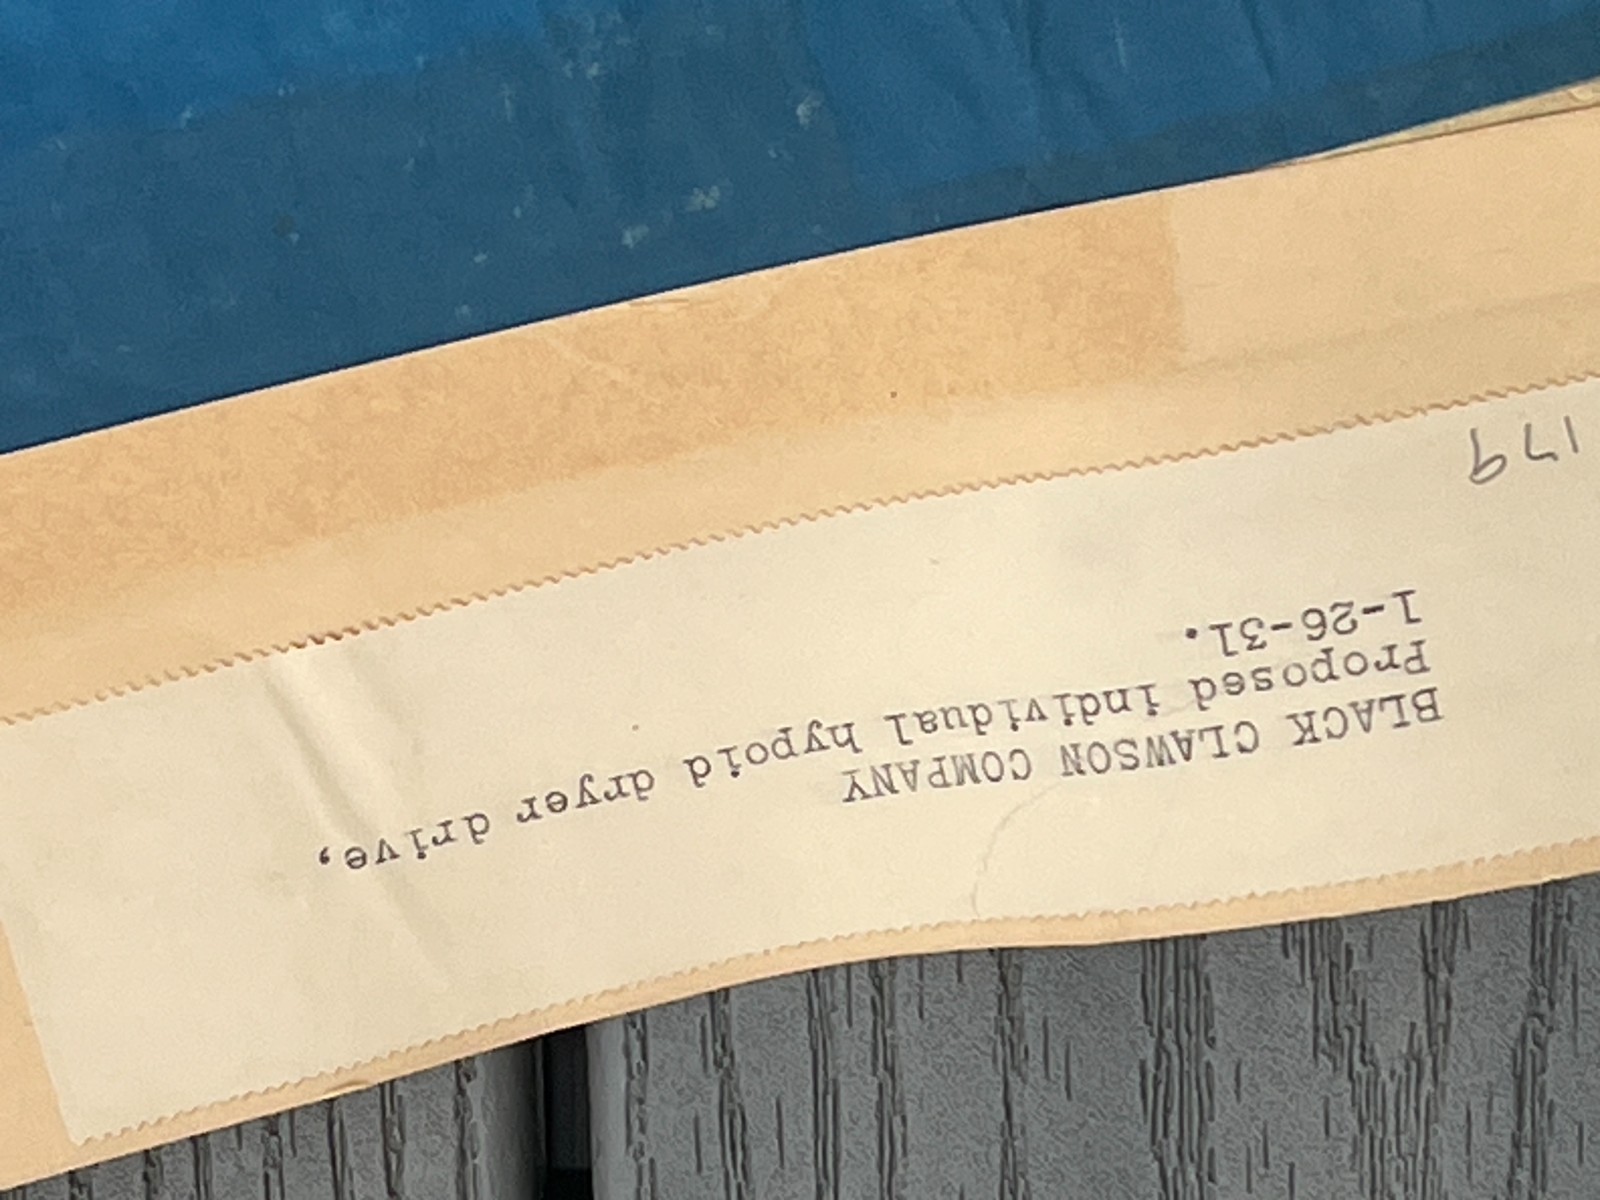 BLACK CLAWSON COMPANY
Proposed individual hypoid dryer drive,
1-26-31.
179